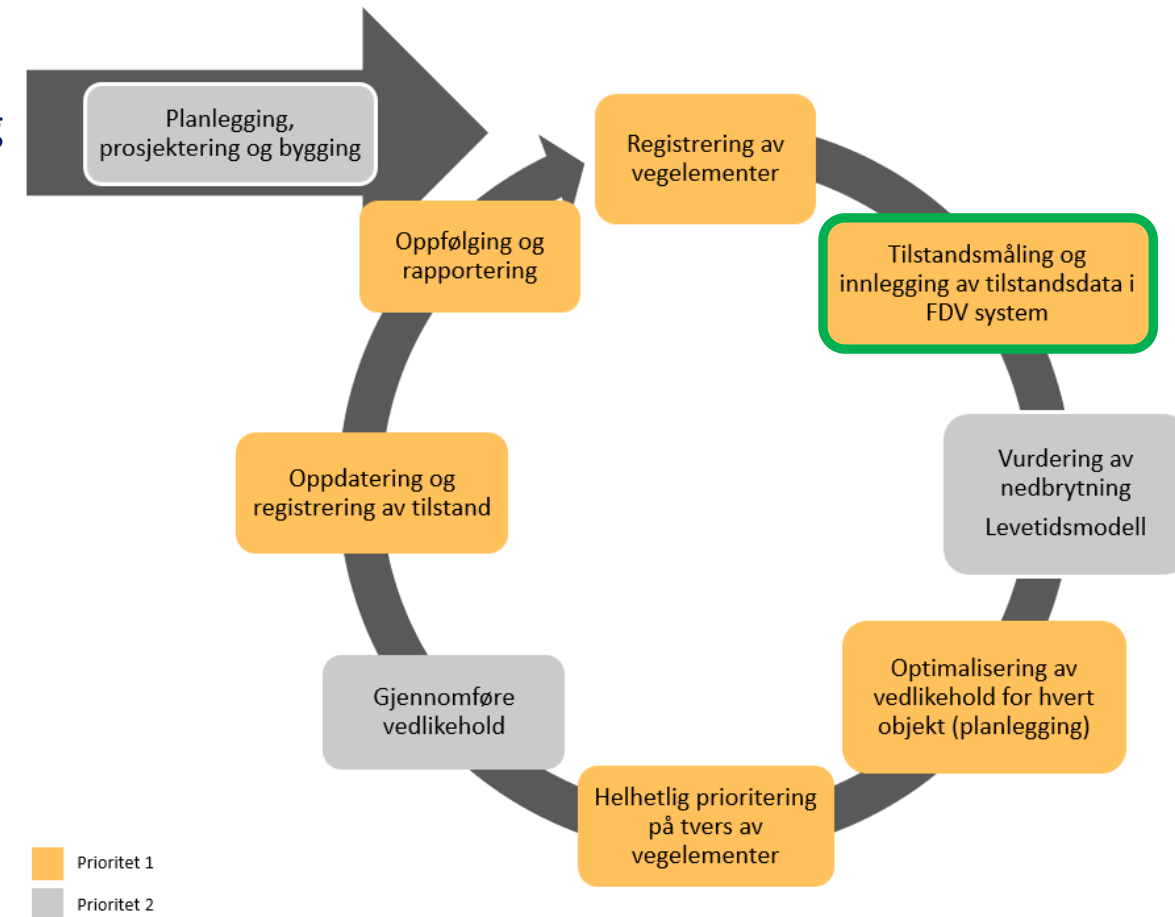 Planlegging,
prosjektering og bygging
Registrering av
vegelementer
Tilstandsmåling og
innlegging av tilstandsdata i
FDV system
Vurdering av
nedbrytning
Levetidsmodell
Optimalisering av
vedlikehold for hvert
objekt (planlegging)
Helhetlig prioritering
på tvers av
vegelementer
Gjennomføre
vedlikehold
Oppdatering og
registrering av tilstand
Oppfølging og
rapportering
Prioritet 1
Prioritet 2